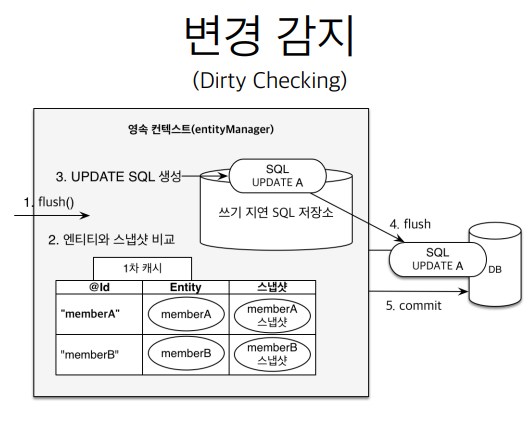 변경 감지
(Dirty Checking)
영속 컨텍스트(entityManager)
3. UPDATE SQL 생성
SQL
UPDATE A
쓰기 지연 SQL 저장소
1. flush()
2. 엔티티와 스냅샷 비교
4. flush
SQL
UPDATE A
DB
5. commit
1차 캐시
@Id Entity 스냅샷
"memberA" memberA memberA
스냅샷
"memberB" memberB memberB
스냅샷